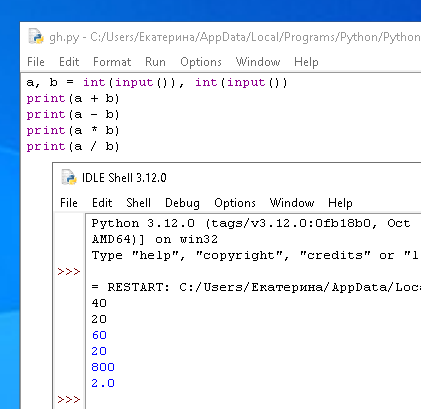 gh.py - C:/Users/Екатерина/AppData/Local/Programs/Python/Python
File Edit Format Run Options Window Help
a, b = int(input()), int(input())
print(a + b)
print(a - b)
print(a * b)
print(a / b)
IDLE Shell 3.12.0
File Edit Shell Debug Options Window Help
Python 3.12.0 (tags/v3.12.0:0fb18b0, Oct
AMD64)] on win32
Type "help", "copyright", "credits" or "l
>>>
= RESTART: C:/Users/Екатерина/AppData/Loca
40
20
60
20
800
2.0
>>>